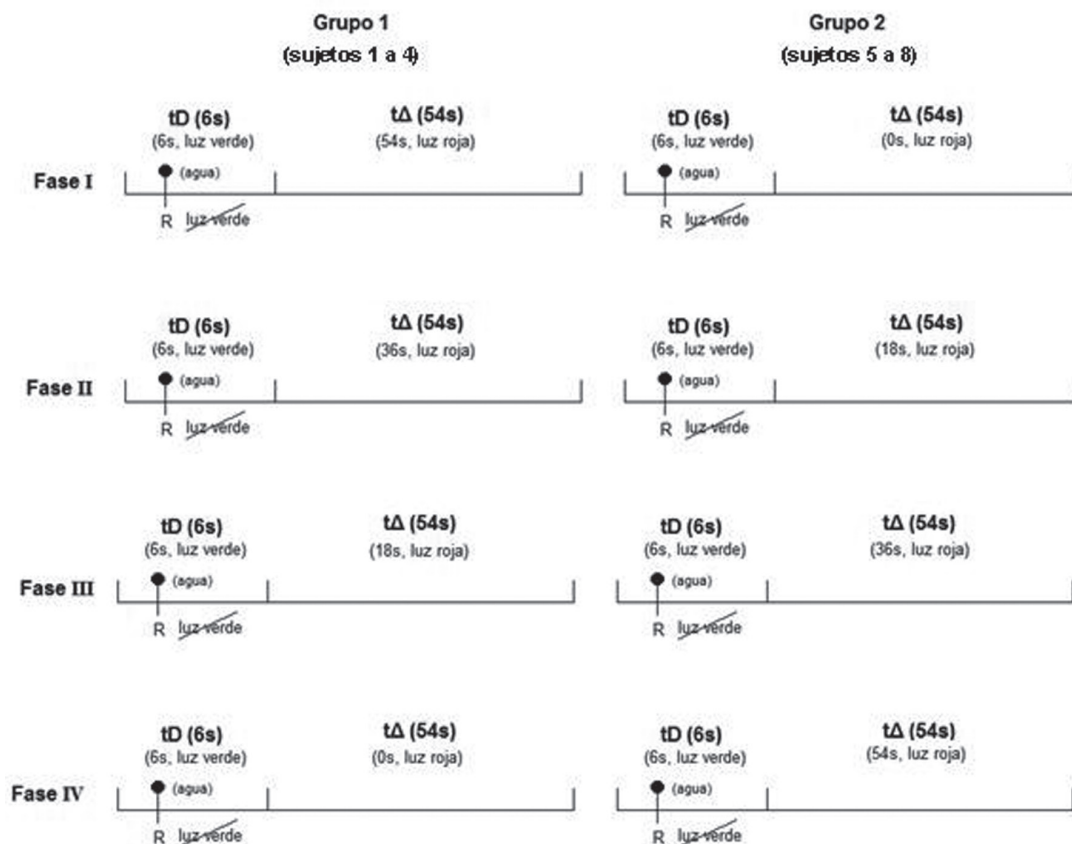 Grupo 1
(sujetos 1 a 4)
Grupo 2
(sujetos 5 a 8)
Fase I
tD (6s)
(6s, luz verde)
(agua)
R luz verde
tΔ (54s)
(54s, luz roja)
tD (6s)
(6s, luz verde)
(agua)
R luz verde
tΔ (54s)
(0s, luz roja)
Fase II
tD (6s)
(6s, luz verde)
(agua)
R luz verde
tΔ (54s)
(36s, luz roja)
tD (6s)
(6s, luz verde)
(agua)
R luz verde
tΔ (54s)
(18s, luz roja)
Fase III
tD (6s)
(6s, luz verde)
(agua)
R luz verde
tΔ (54s)
(18s, luz roja)
tD (6s)
(6s, luz verde)
(agua)
R luz verde
tΔ (54s)
(36s, luz roja)
Fase IV
tD (6s)
(6s, luz verde)
(agua)
R luz verde
tΔ (54s)
(0s, luz roja)
tD (6s)
(6s, luz verde)
(agua)
R luz verde
tΔ (54s)
(54s, luz roja)